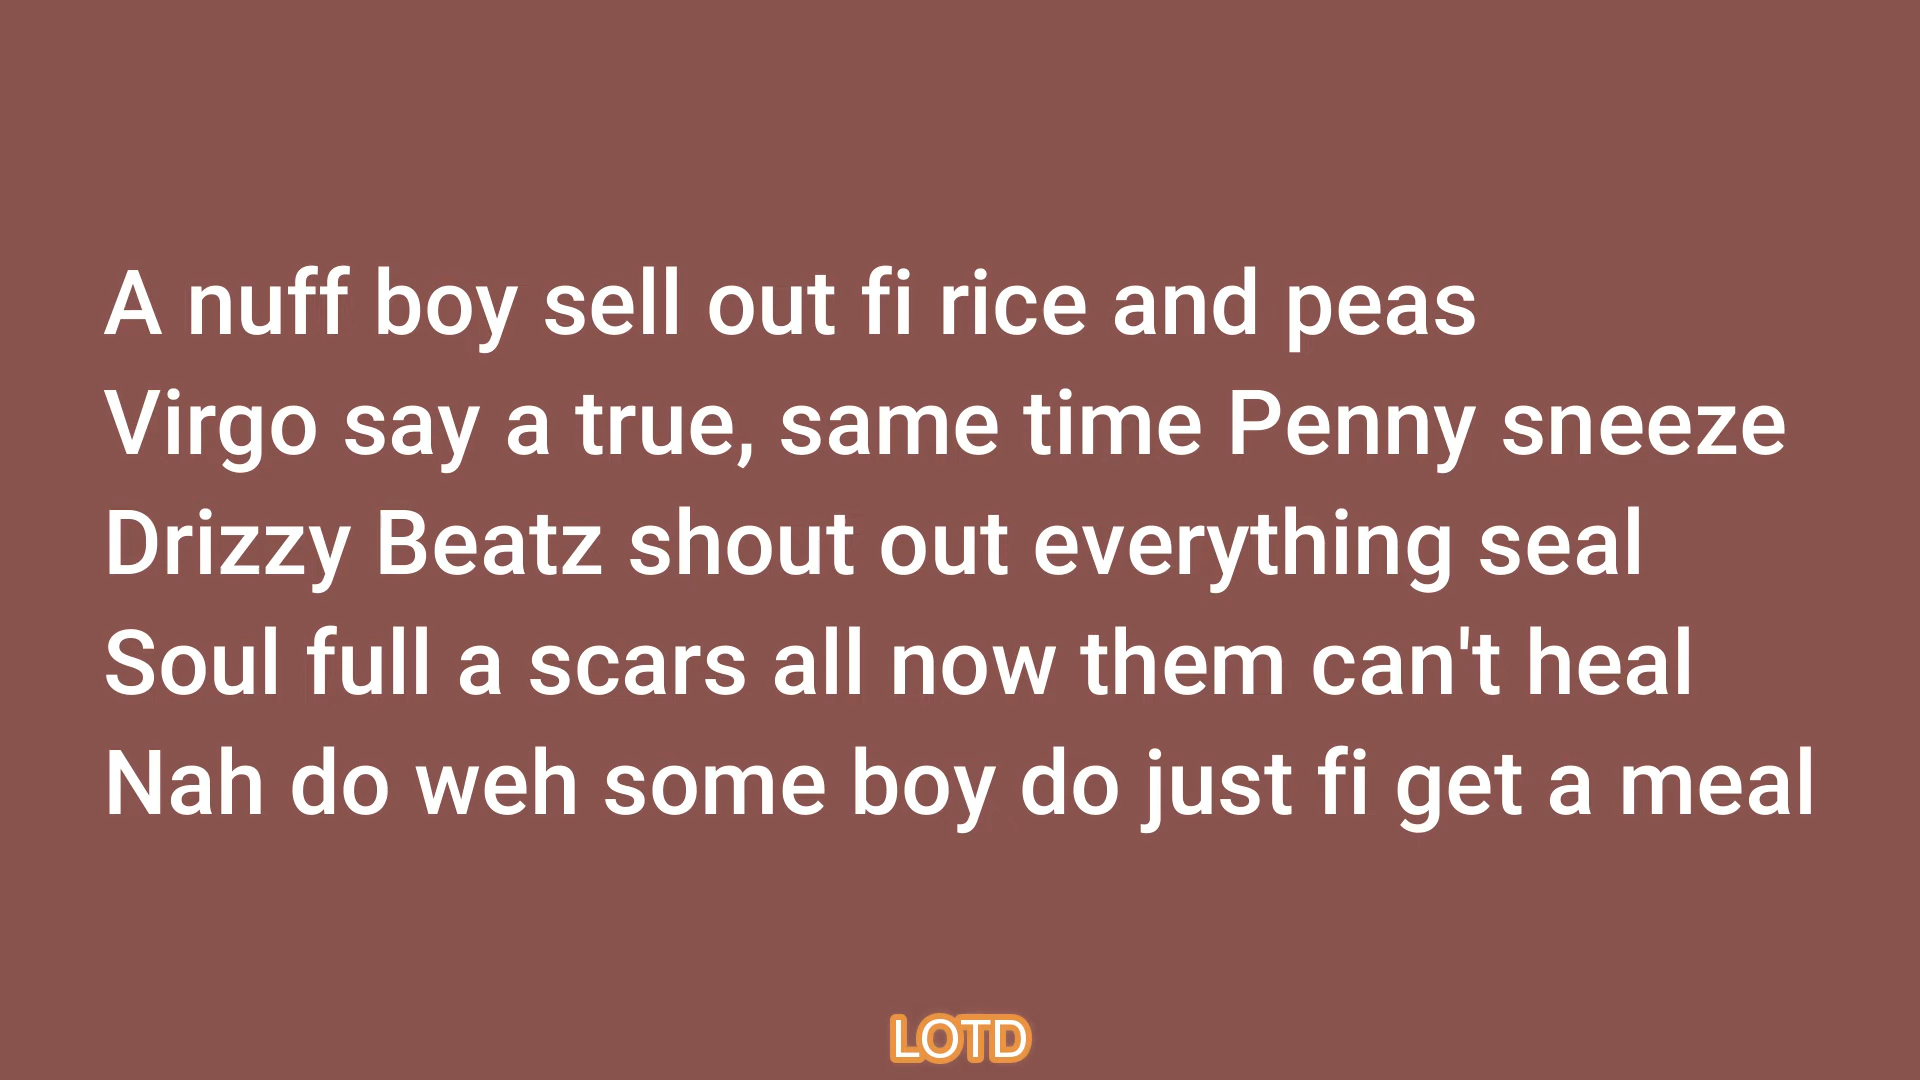 A nuff boy sell out fi rice and peas
Virgo say a true, same time Penny sneeze
Drizzy Beatz shout out everything seal
Soul full a scars all now them can't heal
Nah do weh some boy do just fi get a meal
LOTD